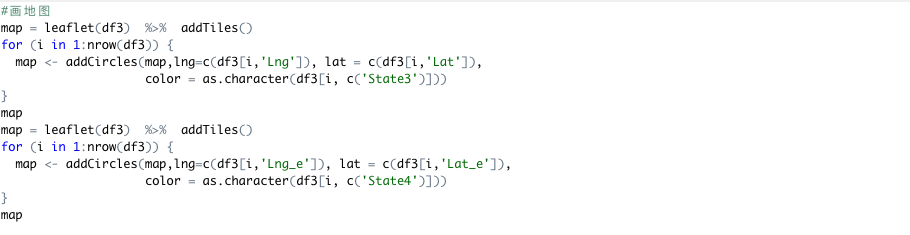 #画地图
map = leaflet(df3)  %>%  addTiles()
for (i in 1:nrow(df3)) {
  map <- addCircles(map,lng=c(df3[i,'Lng']), lat = c(df3[i,'Lat']),
                    color = as.character(df3[i, c('State3')]))
}
map
map = leaflet(df3)  %>%  addTiles()
for (i in 1:nrow(df3)) {
  map <- addCircles(map,lng=c(df3[i,'Lng_e']), lat = c(df3[i,'Lat_e']),
                    color = as.character(df3[i, c('State4')]))
}
map